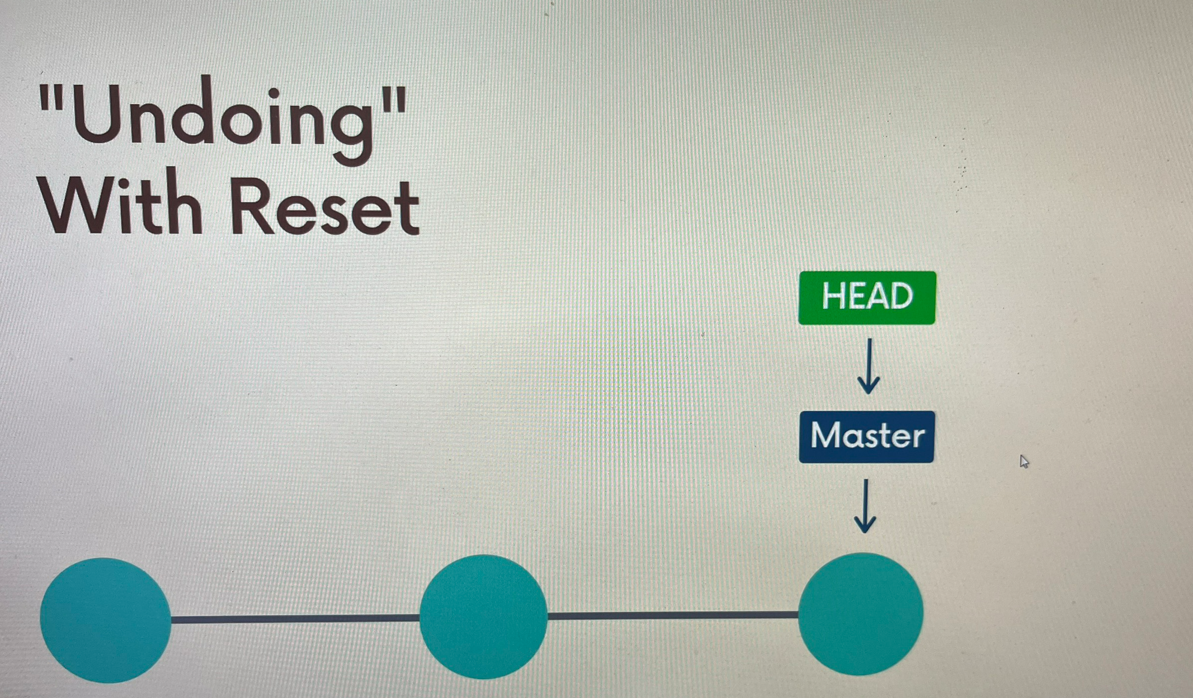 "Undoing"
With Reset
HEAD
Master